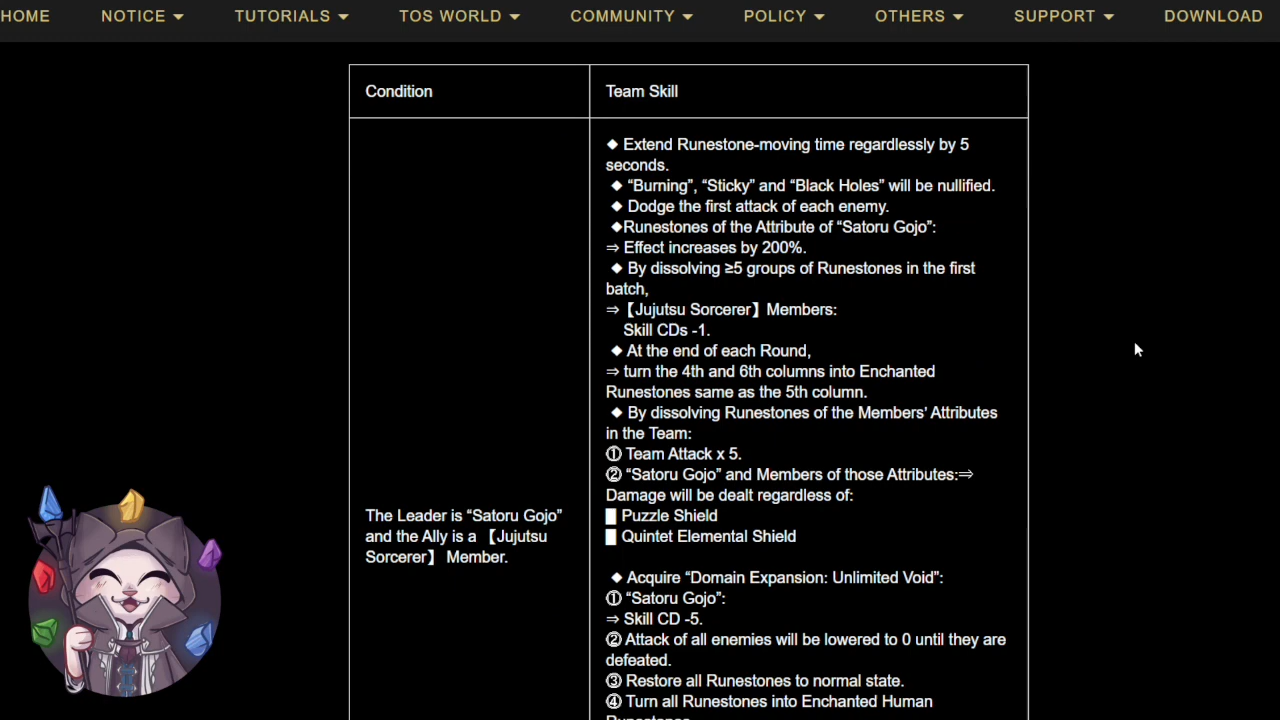 HOME NOTICE TUTORIALS TOS WORLD COMMUNITY POLICY OTHERS SUPPORT DOWNLOAD
Condition
Team Skill
The Leader is “Satoru Gojo”
and the Ally is a 【Jujutsu
Sorcerer】 Member.
◆ Extend Runestone-moving time regardlessly by 5
seconds.
◆ “Burning”, “Sticky” and “Black Holes” will be nullified.
◆ Dodge the first attack of each enemy.
◆Runestones of the Attribute of “Satoru Gojo”:
⇒ Effect increases by 200%.
◆ By dissolving ≥5 groups of Runestones in the first
batch,
⇒【Jujutsu Sorcerer】Members:
Skill CDs -1.
◆ At the end of each Round,
⇒ turn the 4th and 6th columns into Enchanted
Runestones same as the 5th column.
◆ By dissolving Runestones of the Members’ Attributes
in the Team:
① Team Attack x 5.
② “Satoru Gojo” and Members of those Attributes:⇒
Damage will be dealt regardless of:
█ Puzzle Shield
█ Quintet Elemental Shield
◆ Acquire “Domain Expansion: Unlimited Void”:
① “Satoru Gojo”:
⇒ Skill CD -5.
② Attack of all enemies will be lowered to 0 until they are
defeated.
③ Restore all Runestones to normal state.
④ Turn all Runestones into Enchanted Human